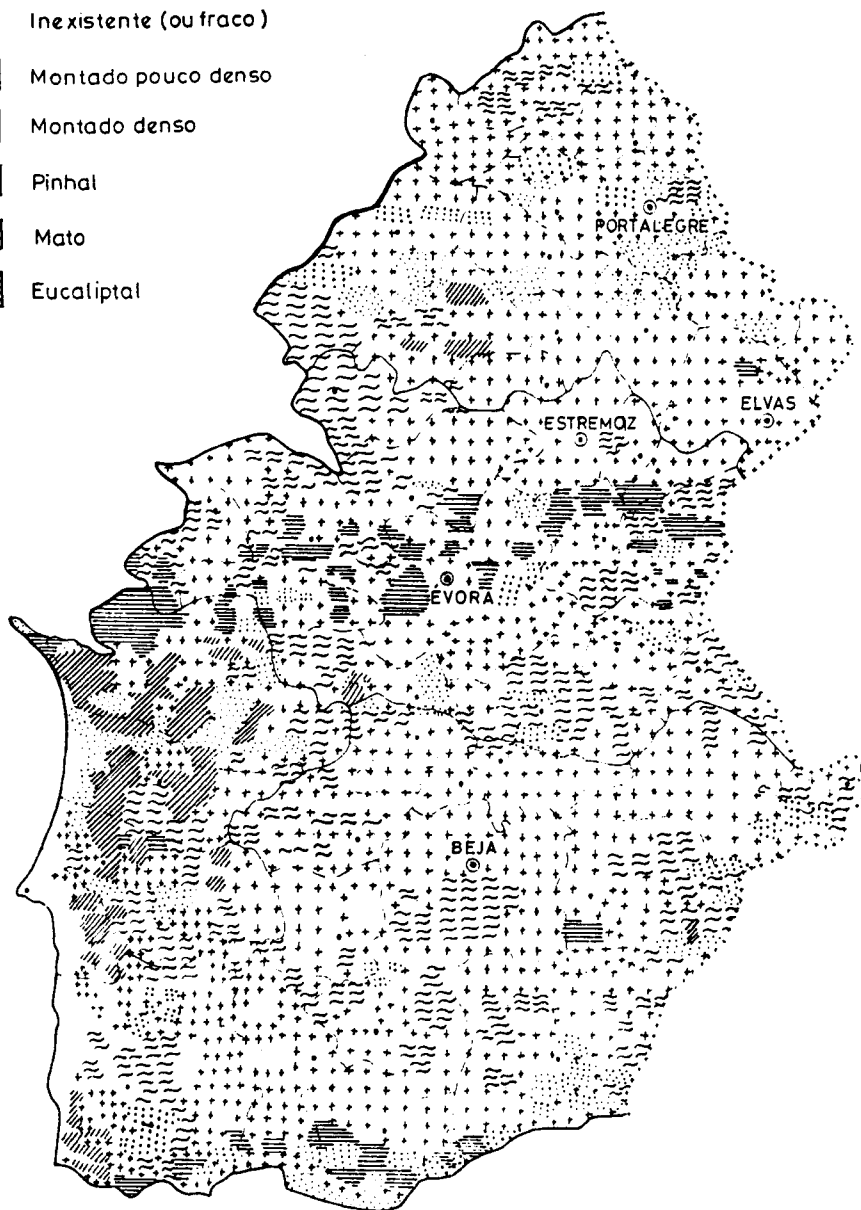 Inexistente (ou fraco)
Montado pouco denso
Montado denso
Pinhal
Mato
Eucaliptal
PORTALEGRE
ELVAS
ESTREMOZ
ÉVORA
BEJA